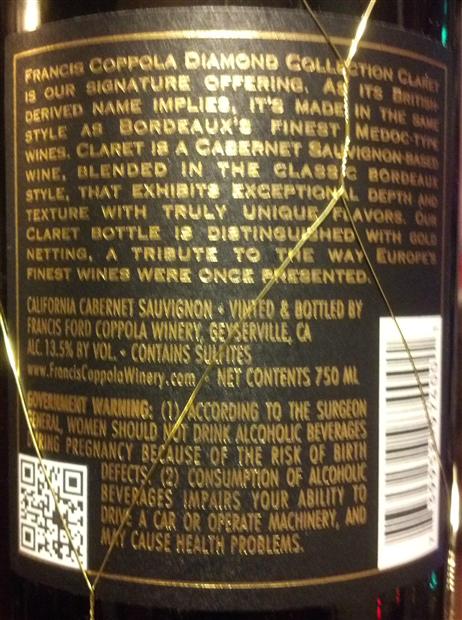 FRANCIS COPPOLA DIAMOND COLLECTION CLARET
IS OUR SIGNATURE OFFERING. AS ITS BRITISH
DERIVED NAME IMPLIES, IT'S MADE IN THE SAME
STYLE AS BORDEAUX'S FINEST MEDOC-TYPE
WINES. CLARET IS A CABERNET SAUVIGNON-BASED
WINE, BLENDED IN THE CLASSIC BORDEAUX
STYLE, THAT EXHIBITS EXCEPTIONAL DEPTH AND
TEXTURE WITH TRULY UNIQUE FLAVORS. OUR
CLARET BOTTLE IS DISTINGUISHED WITH GOLD
NETTING, A TRIBUTE TO THE WAY EUROPE'S
FINEST WINES WERE ONCE PRESENTED.
CALIFORNIA CABERNET SAUVIGNON • VINTED & BOTTLED BY
FRANCIS FORD COPPOLA WINERY, GEYSERVILLE, CA
ALC. 13.5% BY VOL. • CONTAINS SULFITES
www.FrancisCoppolaWinery.com • NET CONTENTS 750 ML
GOVERNMENT WARNING: (1) ACCORDING TO THE SURGEON
GENERAL, WOMEN SHOULD NOT DRINK ALCOHOLIC BEVERAGES
DURING PREGNANCY BECAUSE OF THE RISK OF BIRTH
DEFECTS. (2) CONSUMPTION OF ALCOHOLIC
BEVERAGES IMPAIRS YOUR ABILITY TO
DRIVE A CAR OR OPERATE MACHINERY, AND
MAY CAUSE HEALTH PROBLEMS.